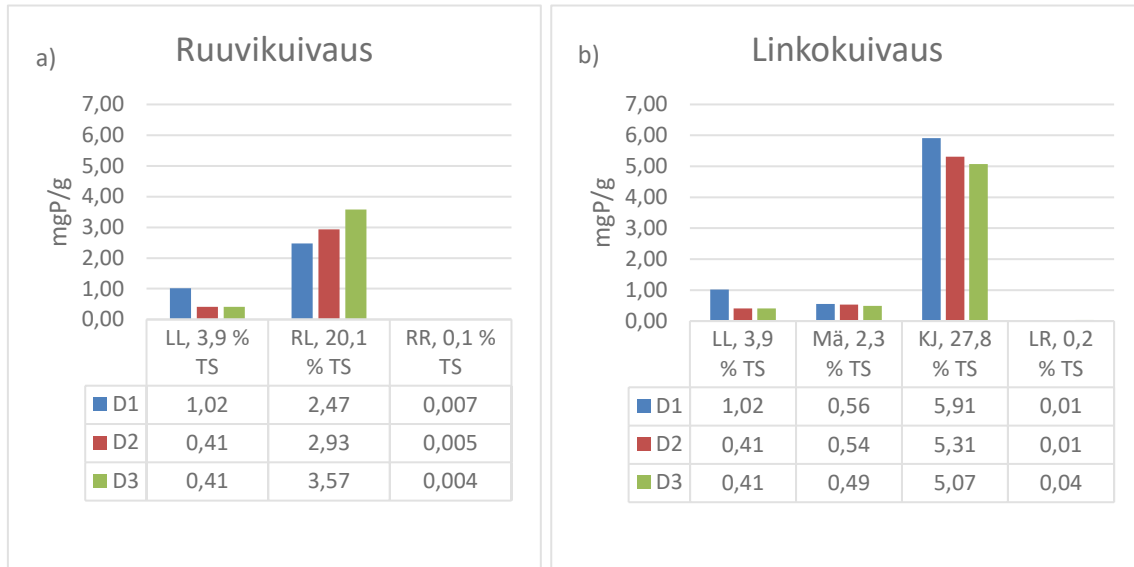 a)
Ruuvikuivaus
7,00
6,00
5,00
4,00
3,00
2,00
1,00
0,00
mgP/g
LL, 3,9 % TS
RL, 20,1 % TS
RR, 0,1 % TS
D1 1,02 2,47 0,007
D2 0,41 2,93 0,005
D3 0,41 3,57 0,004
b)
Linkokuivaus
7,00
6,00
5,00
4,00
3,00
2,00
1,00
0,00
mgP/g
LL, 3,9 % TS
Mä, 2,3 % TS
KJ, 27,8 % TS
LR, 0,2 % TS
D1 1,02 0,56 5,91 0,01
D2 0,41 0,54 5,31 0,01
D3 0,41 0,49 5,07 0,04